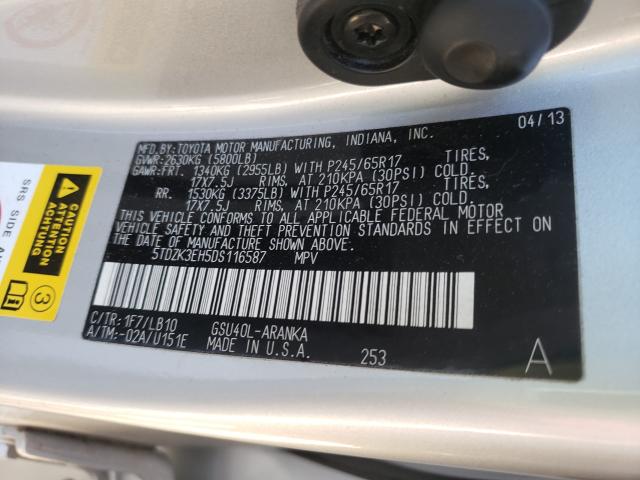 04/13
MFD.BY:TOYOTA MOTOR MANUFACTURING, INDIANA, INC.
GVWR:2630KG (5800LB)
GAWR:FRT. 1340KG (2955LB) WITH P245/65R17 TIRES,
17X7.5J RIMS, AT 210KPA (30PSI) COLD.
RR. 1530KG (3375LB) WITH P245/65R17 TIRES,
17X7.5J RIMS, AT 210KPA (30PSI) COLD.
THIS VEHICLE CONFORMS TO ALL APPLICABLE FEDERAL MOTOR
VEHICLE SAFETY AND THEFT PREVENTION STANDARDS IN EFFECT ON
THE DATE OF MANUFACTURE SHOWN ABOVE.
5TDZK3EH5DS116587 MPV
C/TR:1F7/LB10 GSU40L-ARANKA
A/TM:-02A/U151E MADE IN U.S.A. 253
A
SRS SIDE
CAUTION
ATTENTION
ACHTUNG
3